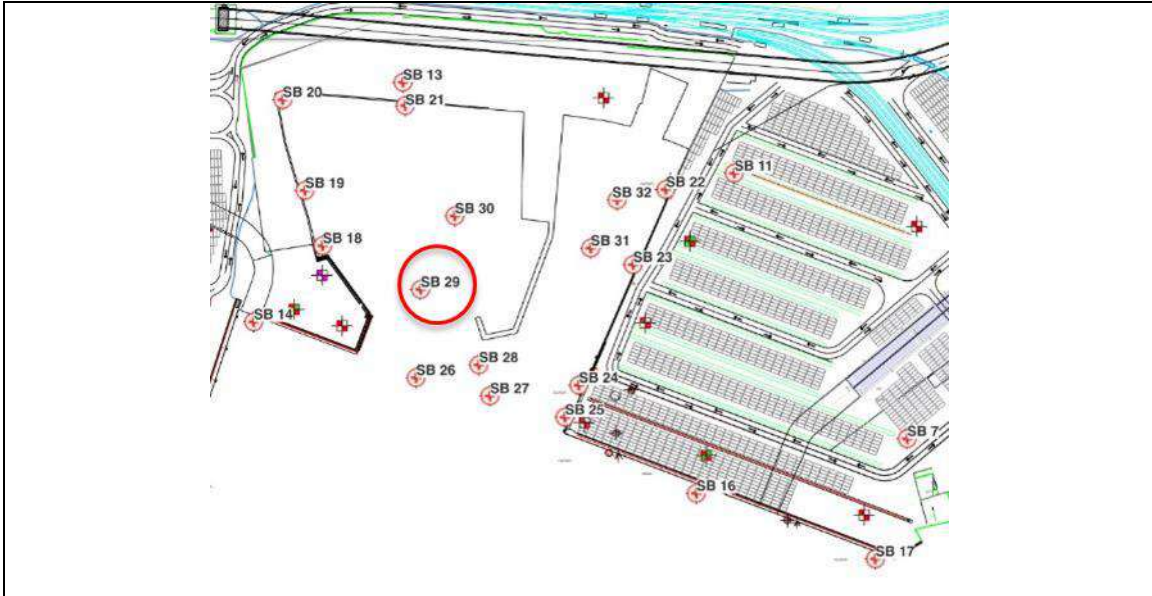 SB 13
SB 20
SB 21
SB 11
SB 19
SB 22
SB 32
SB 30
SB 18
SB 31
SB 23
SB 29
SB 14
SB 28
SB 26
SB 24
SB 27
SB 25
SB 7
SB 16
SB 17